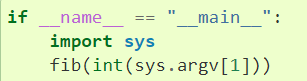 if __name__ == "__main__":
    import sys
    fib(int(sys.argv[1]))